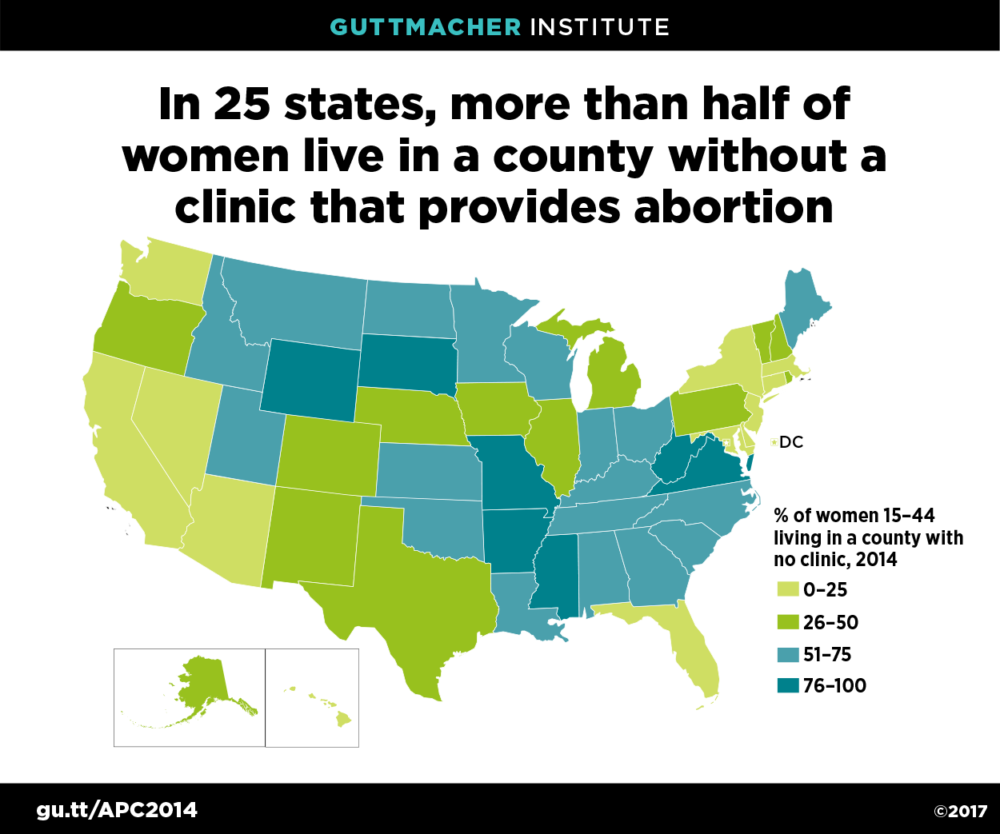 GUTTMACHER INSTITUTE
In 25 states, more than half of
women live in a county without a
clinic that provides abortion
DC
% of women 15–44
living in a county with
no clinic, 2014
0–25
26–50
51–75
76–100
gu.tt/APC2014
©2017